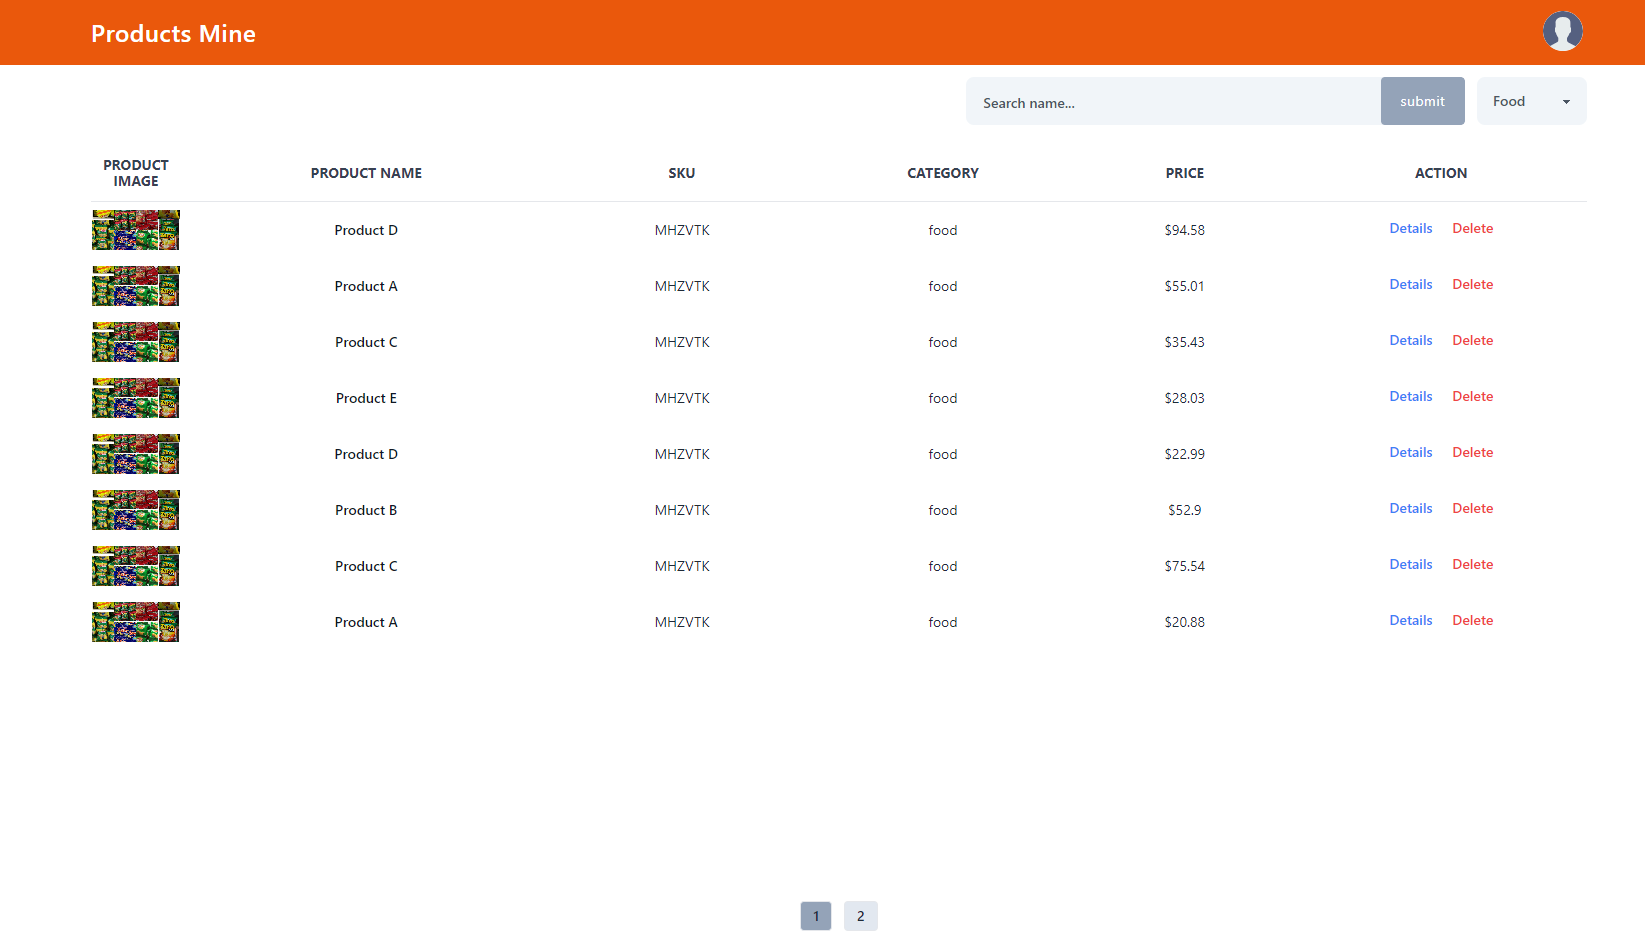 Products Mine
Search name...
submit
Food
PRODUCT IMAGE
PRODUCT NAME
SKU
CATEGORY
PRICE
ACTION
Product D MHZVTK food $94.58 Details Delete
Product A MHZVTK food $55.01 Details Delete
Product C MHZVTK food $35.43 Details Delete
Product E MHZVTK food $28.03 Details Delete
Product D MHZVTK food $22.99 Details Delete
Product B MHZVTK food $52.9 Details Delete
Product C MHZVTK food $75.54 Details Delete
Product A MHZVTK food $20.88 Details Delete
1 2